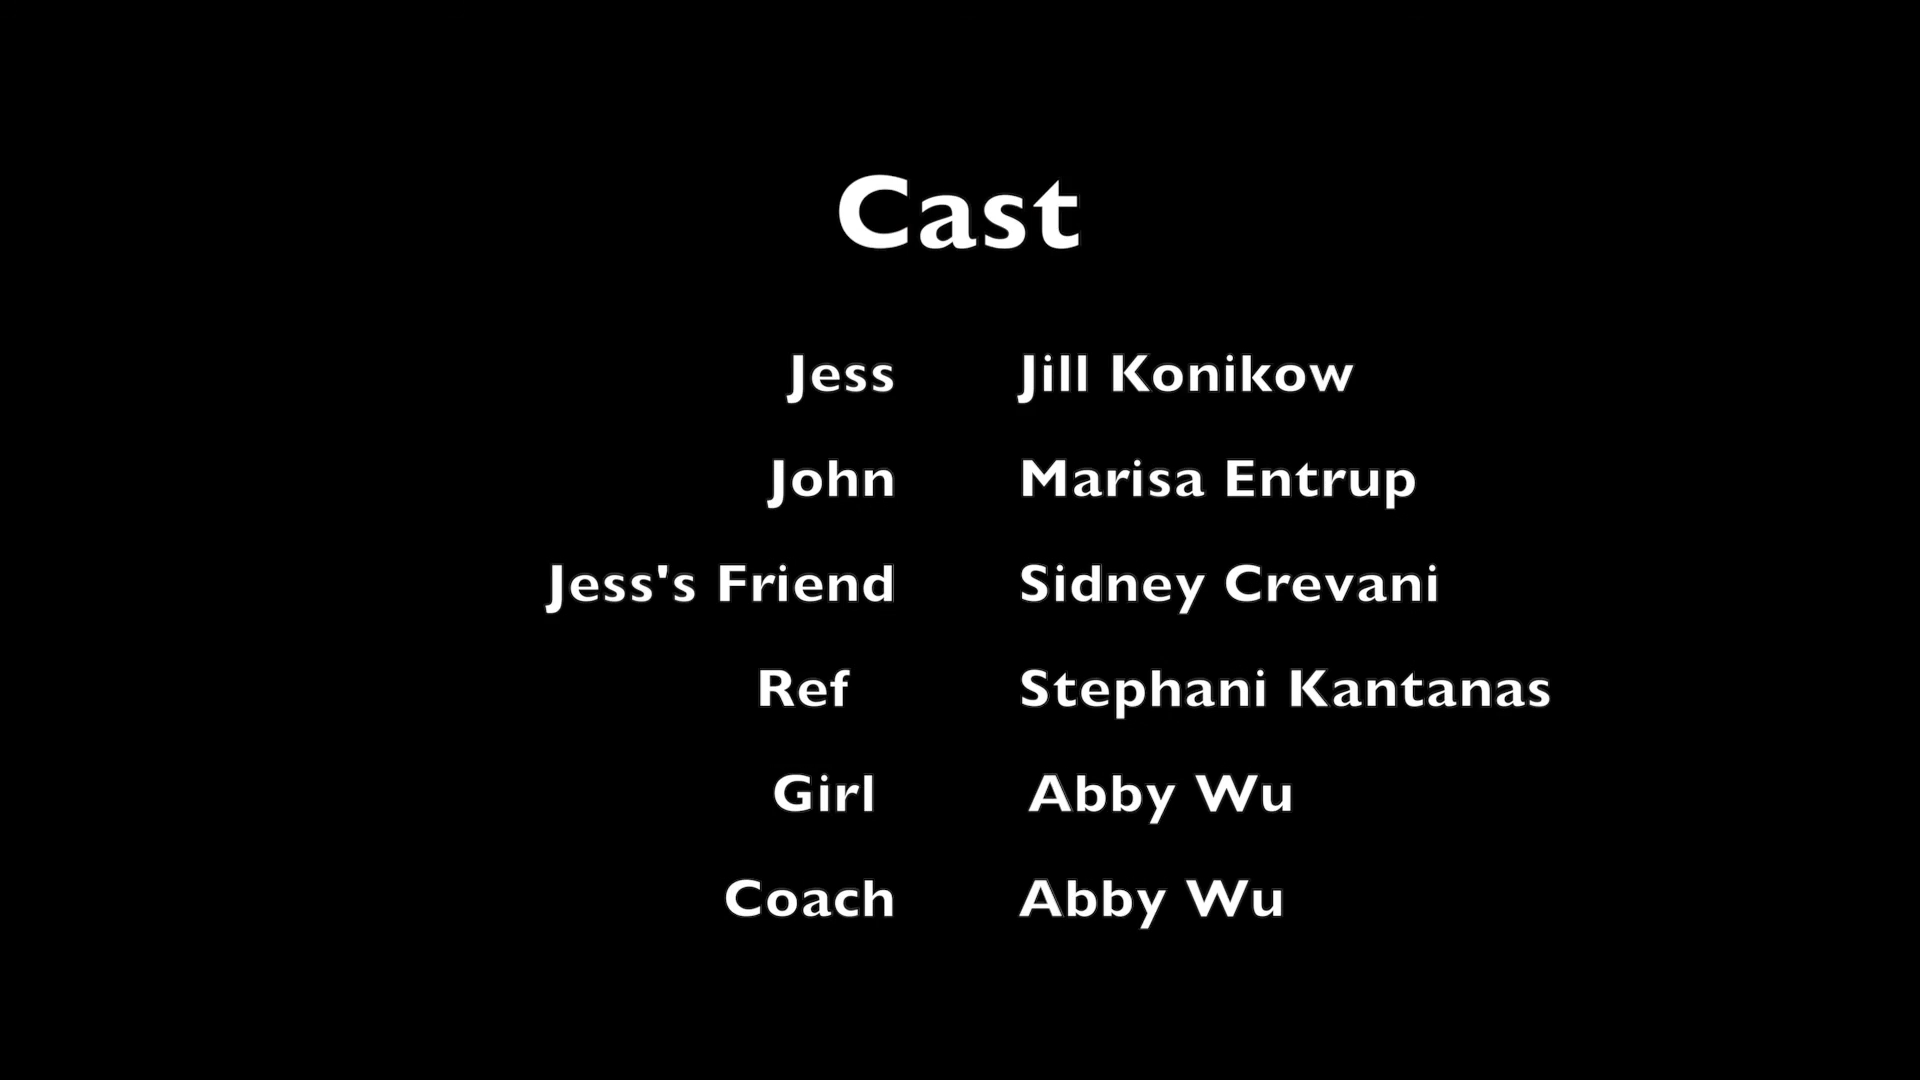 Cast
Jess Jill Konikow
John Marisa Entrup
Jess's Friend Sidney Crevani
Ref Stephani Kantanas
Girl Abby Wu
Coach Abby Wu